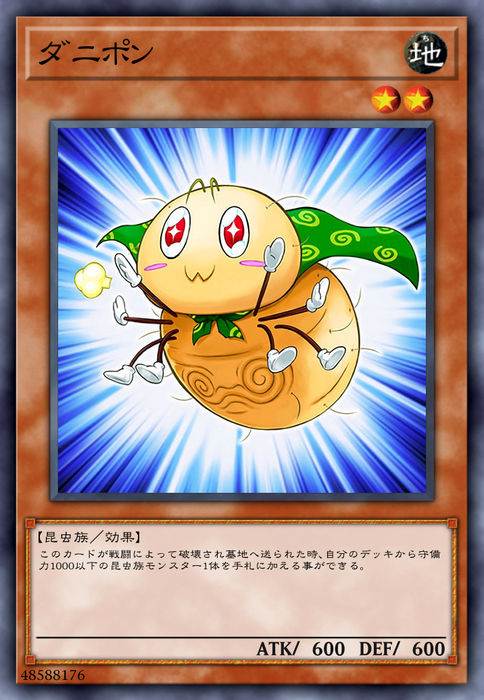 ダニポン
ち
地
【昆虫族／効果】
このカードが戦闘によって破壊され墓地へ送られた時、自分のデッキから守備
力1000以下の昆虫族モンスター1体を手札に加える事ができる。
ATK/ 600 DEF/ 600
48588176